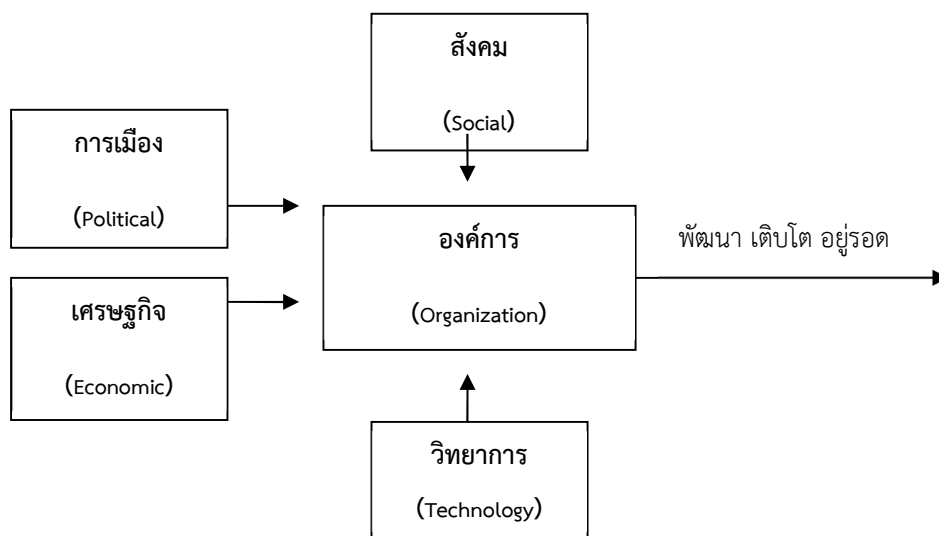 สังคม
(Social)
การเมือง
(Political)
องค์การ
(Organization)
พัฒนา เติบโต อยู่รอด
เศรษฐกิจ
(Economic)
วิทยาการ
(Technology)